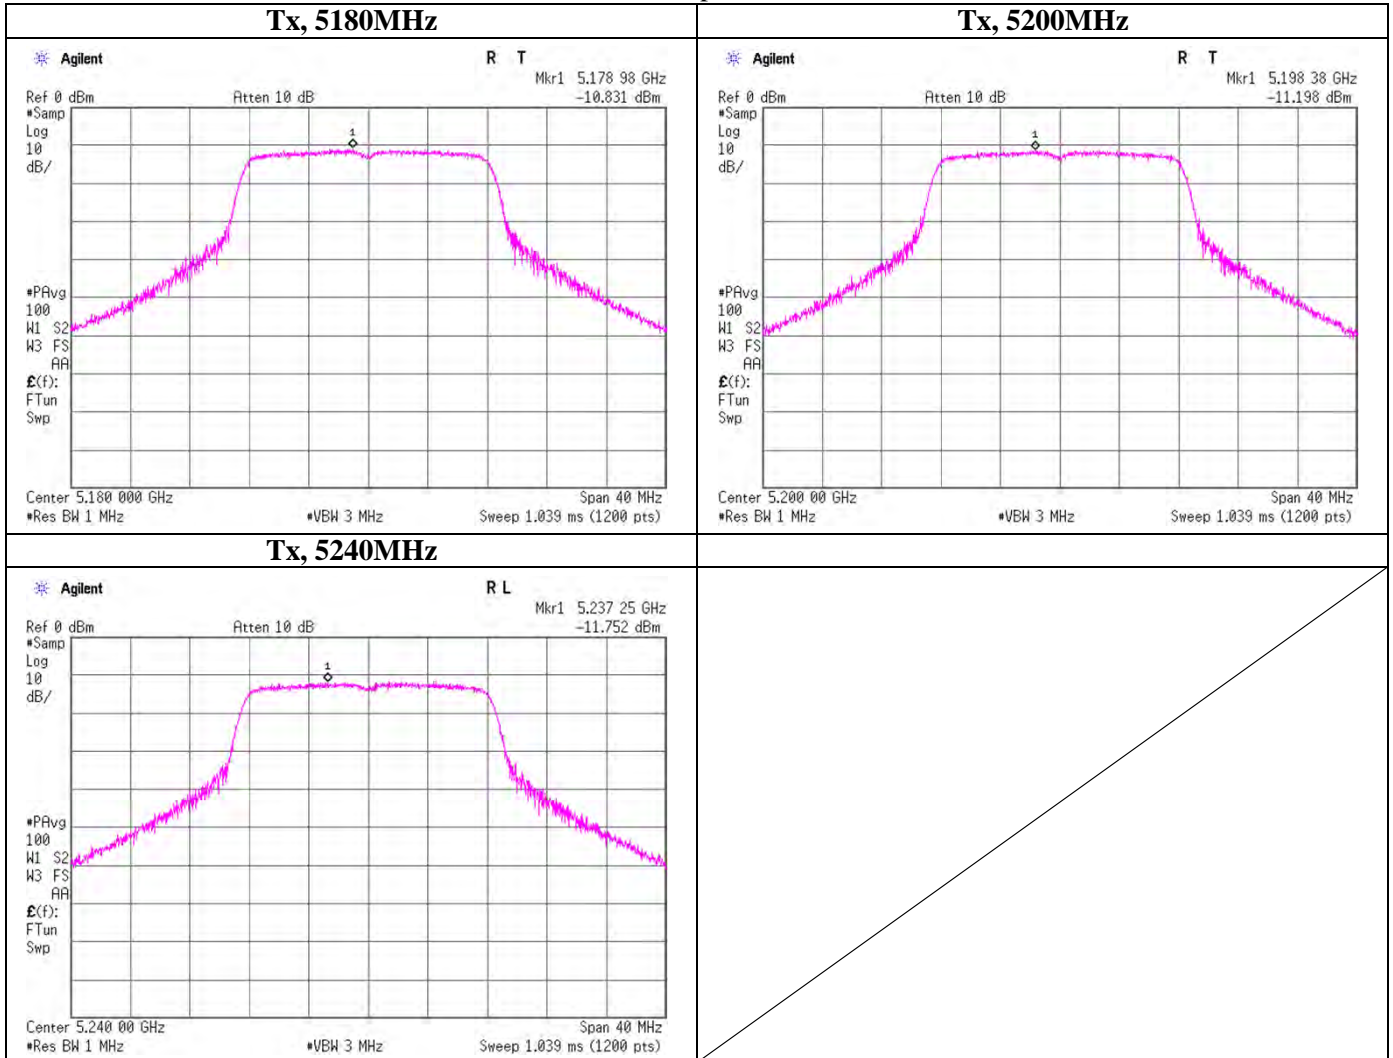 Tx, 5180MHz
Agilent
R T
Mkr1 5.178 98 GHz
Ref 0 dBm Atten 10 dB -10.831 dBm
#Samp
Log
10
dB/
1
#PAvg
100
W1 S2
W3 FS
AA
£(f):
FTun
Swp
Center 5.180 000 GHz Span 40 MHz
#Res BW 1 MHz #VBW 3 MHz Sweep 1.039 ms (1200 pts)
Tx, 5200MHz
Agilent
R T
Mkr1 5.198 38 GHz
Ref 0 dBm Atten 10 dB -11.198 dBm
#Samp
Log
10
dB/
1
#PAvg
100
W1 S2
W3 FS
AA
£(f):
FTun
Swp
Center 5.200 00 GHz Span 40 MHz
#Res BW 1 MHz #VBW 3 MHz Sweep 1.039 ms (1200 pts)
Tx, 5240MHz
Agilent
R L
Mkr1 5.237 25 GHz
Ref 0 dBm Atten 10 dB -11.752 dBm
#Samp
Log
10
dB/
1
#PAvg
100
W1 S2
W3 FS
AA
£(f):
FTun
Swp
Center 5.240 00 GHz Span 40 MHz
#Res BW 1 MHz #VBW 3 MHz Sweep 1.039 ms (1200 pts)